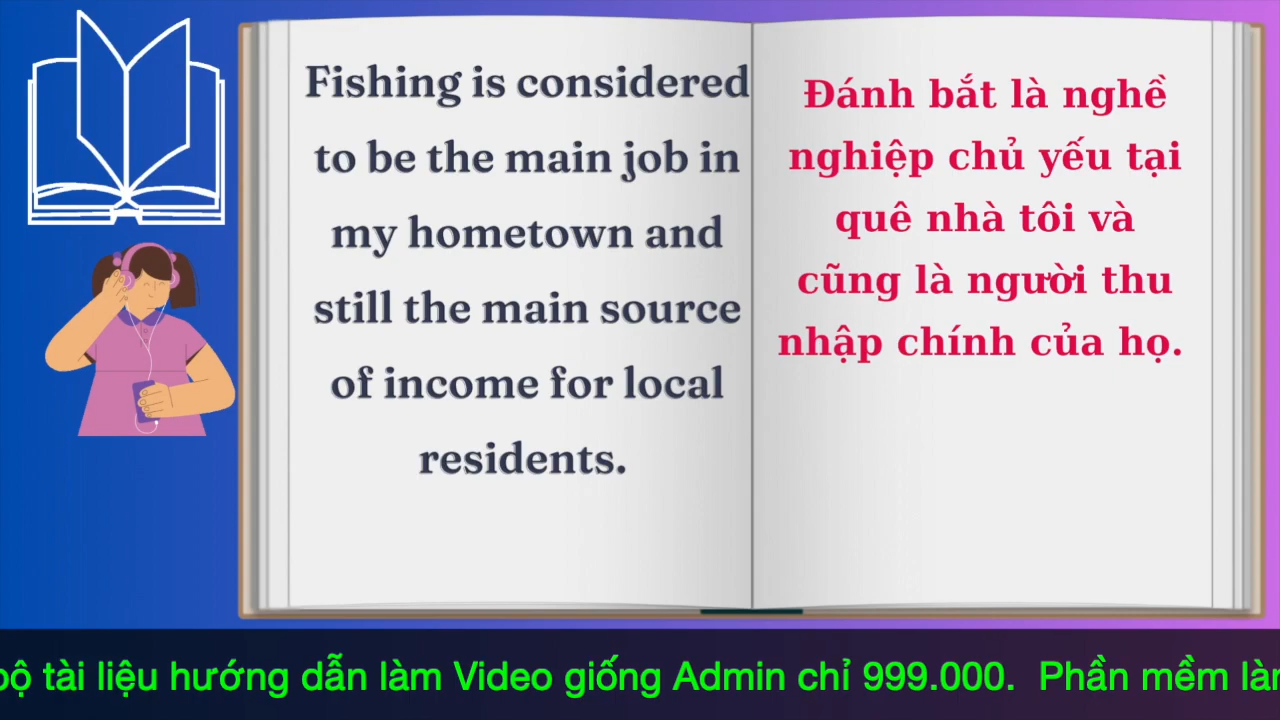 Fishing is considered
to be the main job in
my hometown and
still the main source
of income for local
residents.
Đánh bắt là nghề
nghiệp chủ yếu tại
quê nhà tôi và
cũng là người thu
nhập chính của họ.
bộ tài liệu hướng dẫn làm Video giống Admin chỉ 999.000. Phần mềm làn